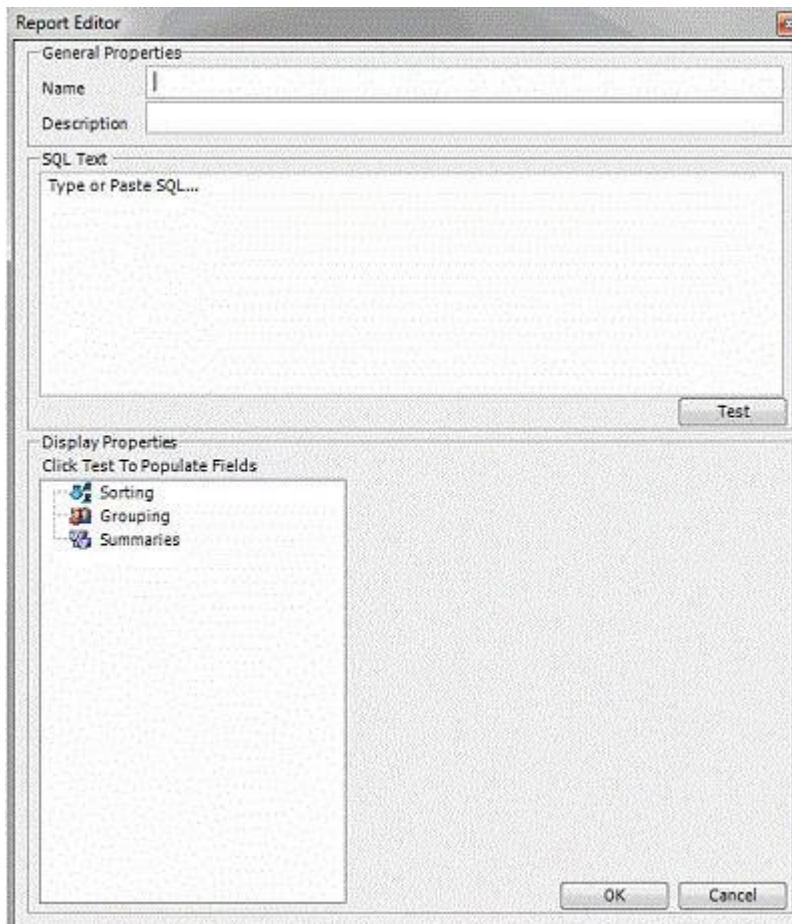 Report Editor
General Properties
Name
Description
SQL Text
Type or Paste SQL...
Test
Display Properties
Click Test To Populate Fields
Sorting
Grouping
Summaries
OK
Cancel